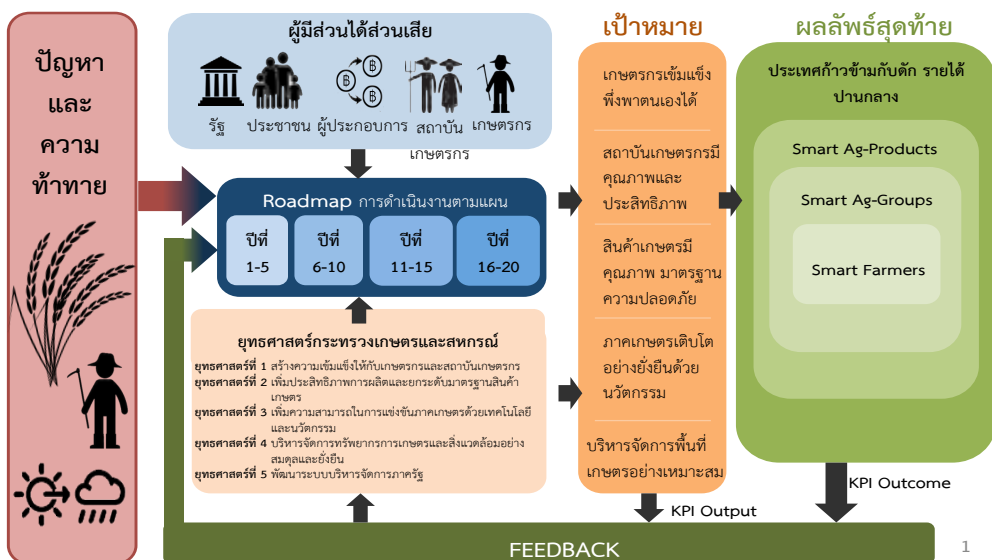 ปัญหา
และ
ความ
ท้าทาย
ผู้มีส่วนได้ส่วนเสีย
รัฐ
ประชาชน
ผู้ประกอบการ
สถาบัน
เกษตรกร
เกษตรกร
Roadmap การดำเนินงานตามแผน
ปีที่
1-5
ปีที่
6-10
ปีที่
11-15
ปีที่
16-20
ยุทธศาสตร์กระทรวงเกษตรและสหกรณ์
ยุทธศาสตร์ที่ 1 สร้างความเข้มแข็งให้กับเกษตรกรและสถาบันเกษตรกร
ยุทธศาสตร์ที่ 2 เพิ่มประสิทธิภาพการผลิตและยกระดับมาตรฐานสินค้า
เกษตร
ยุทธศาสตร์ที่ 3 เพิ่มความสามารถในการแข่งขันภาคเกษตรด้วยเทคโนโลยี
และนวัตกรรม
ยุทธศาสตร์ที่ 4 บริหารจัดการทรัพยากรการเกษตรและสิ่งแวดล้อมอย่าง
สมดุลและยั่งยืน
ยุทธศาสตร์ที่ 5 พัฒนาระบบบริหารจัดการภาครัฐ
เป้าหมาย
เกษตรกรเข้มแข็ง
พึ่งพาตนเองได้
สถาบันเกษตรกรมี
คุณภาพและ
ประสิทธิภาพ
สินค้าเกษตรมี
คุณภาพ มาตรฐาน
ความปลอดภัย
ภาคเกษตรเติบโต
อย่างยั่งยืนด้วย
นวัตกรรม
บริหารจัดการพื้นที่
เกษตรอย่างเหมาะสม
ผลลัพธ์สุดท้าย
ประเทศก้าวข้ามกับดัก รายได้
ปานกลาง
Smart Ag-Products
Smart Ag-Groups
Smart Farmers
KPI Output
KPI Outcome
FEEDBACK
1